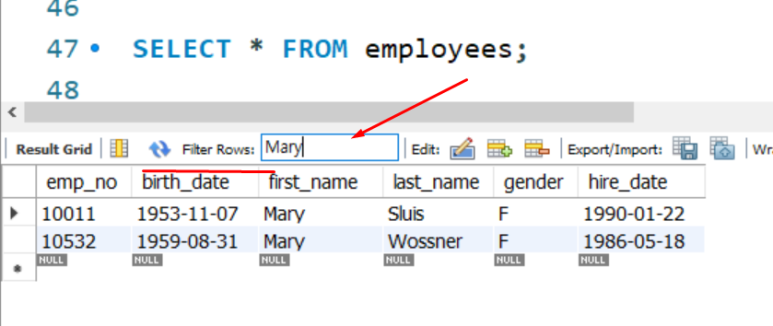 46
47 SELECT * FROM employees;
48
Result Grid Filter Rows: Mary Edit: Export/Import:
emp_no birth_date first_name last_name gender hire_date
10011 1953-11-07 Mary Sluis F 1990-01-22
10532 1959-08-31 Mary Wossner F 1986-05-18
NULL NULL NULL NULL NULL NULL